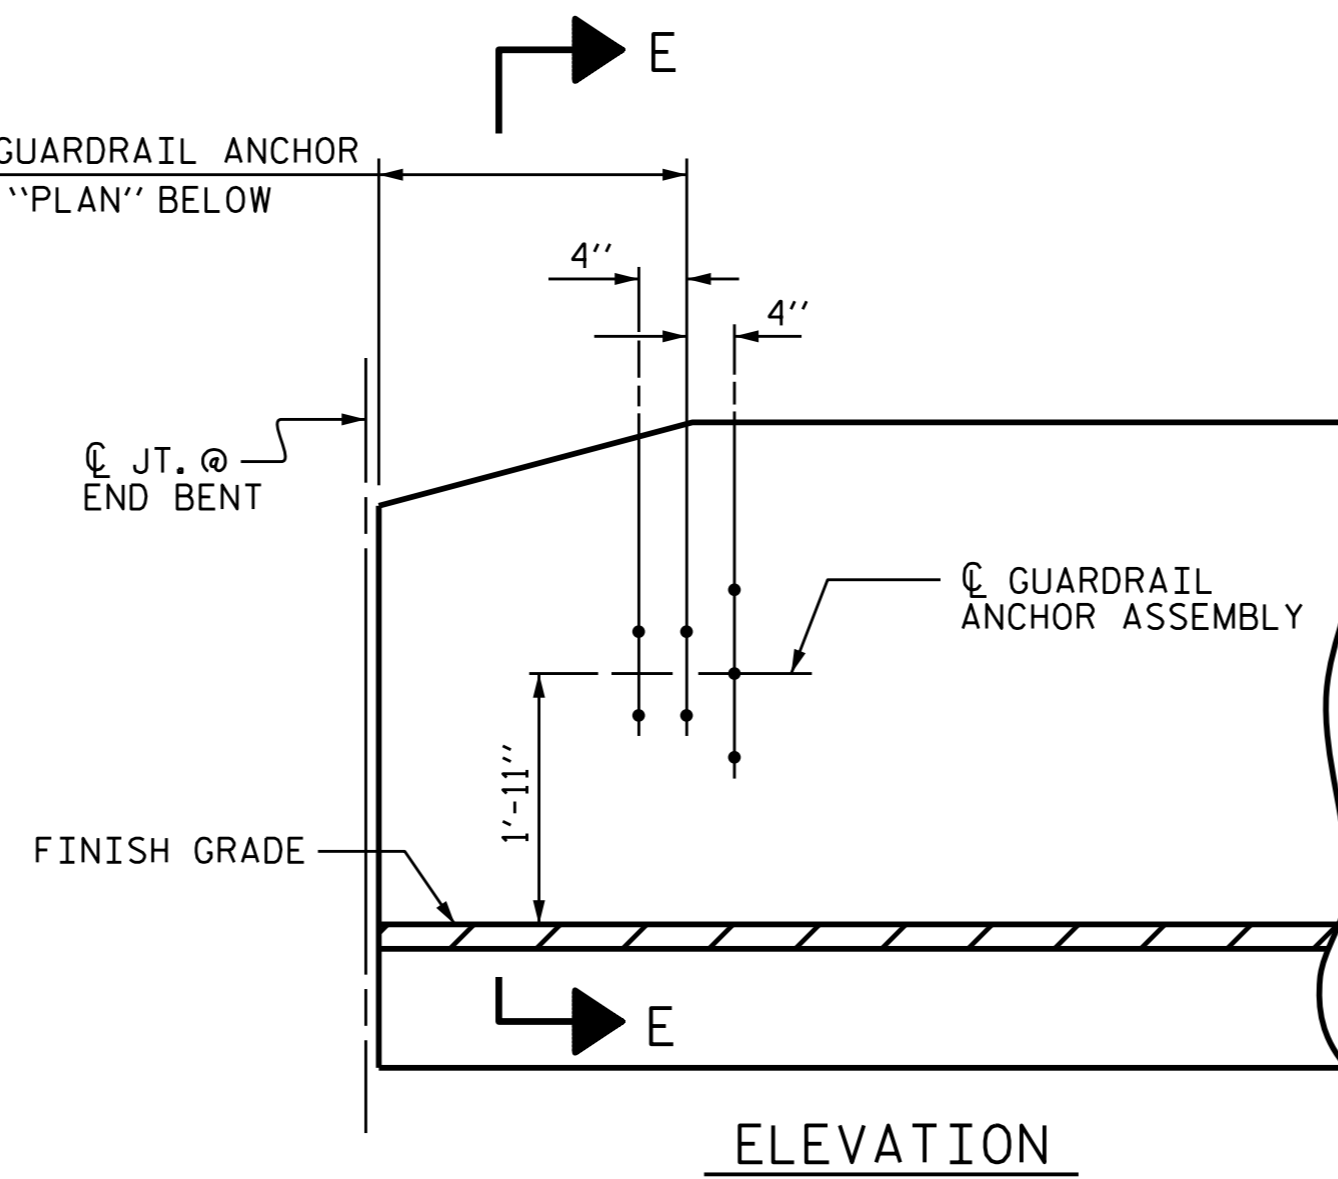 E
GUARDRAIL ANCHOR
"PLAN" BELOW
4"
4"
℄ JT. @
END BENT
℄ GUARDRAIL
ANCHOR ASSEMBLY
1'-11"
FINISH GRADE
E
ELEVATION